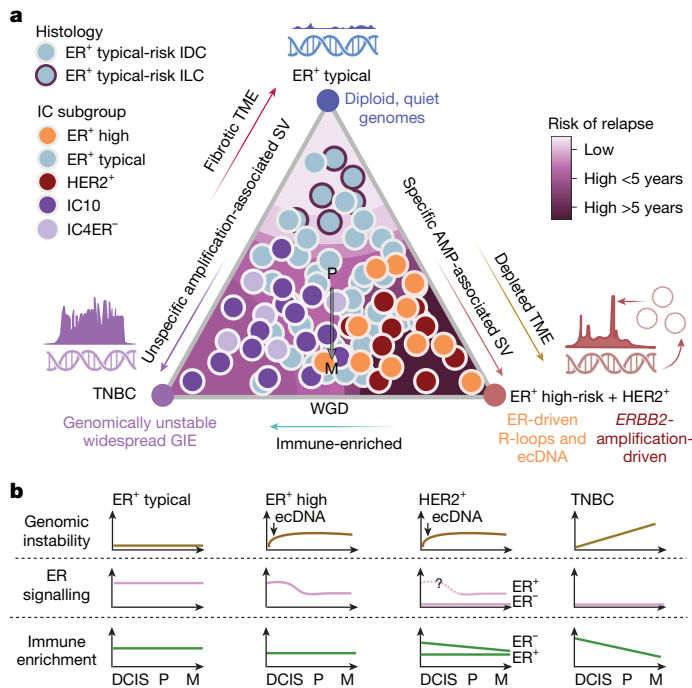 a
Histology
ER⁺ typical-risk IDC
ER⁺ typical-risk ILC
IC subgroup
ER⁺ high
ER⁺ typical
HER2⁺
IC10
IC4ER⁻
ER⁺ typical
Diploid, quiet
genomes
Fibrotic TME
Unspecific amplification-associated SV
Specific AMP-associated SV
Depleted TME
Risk of relapse
Low
High <5 years
High >5 years
P
M
TNBC
Genomically unstable
widespread GIE
WGD
Immune-enriched
ER⁺ high-risk + HER2⁺
ER-driven
R-loops and
ecDNA
ERBB2-
amplification-
driven
b
ER⁺ typical
ER⁺ high
HER2⁺
TNBC
Genomic
instability
ecDNA
ecDNA
ER
signalling
?
ER⁺
ER⁻
Immune
enrichment
ER⁻
ER⁺
DCIS P M
DCIS P M
DCIS P M
DCIS P M